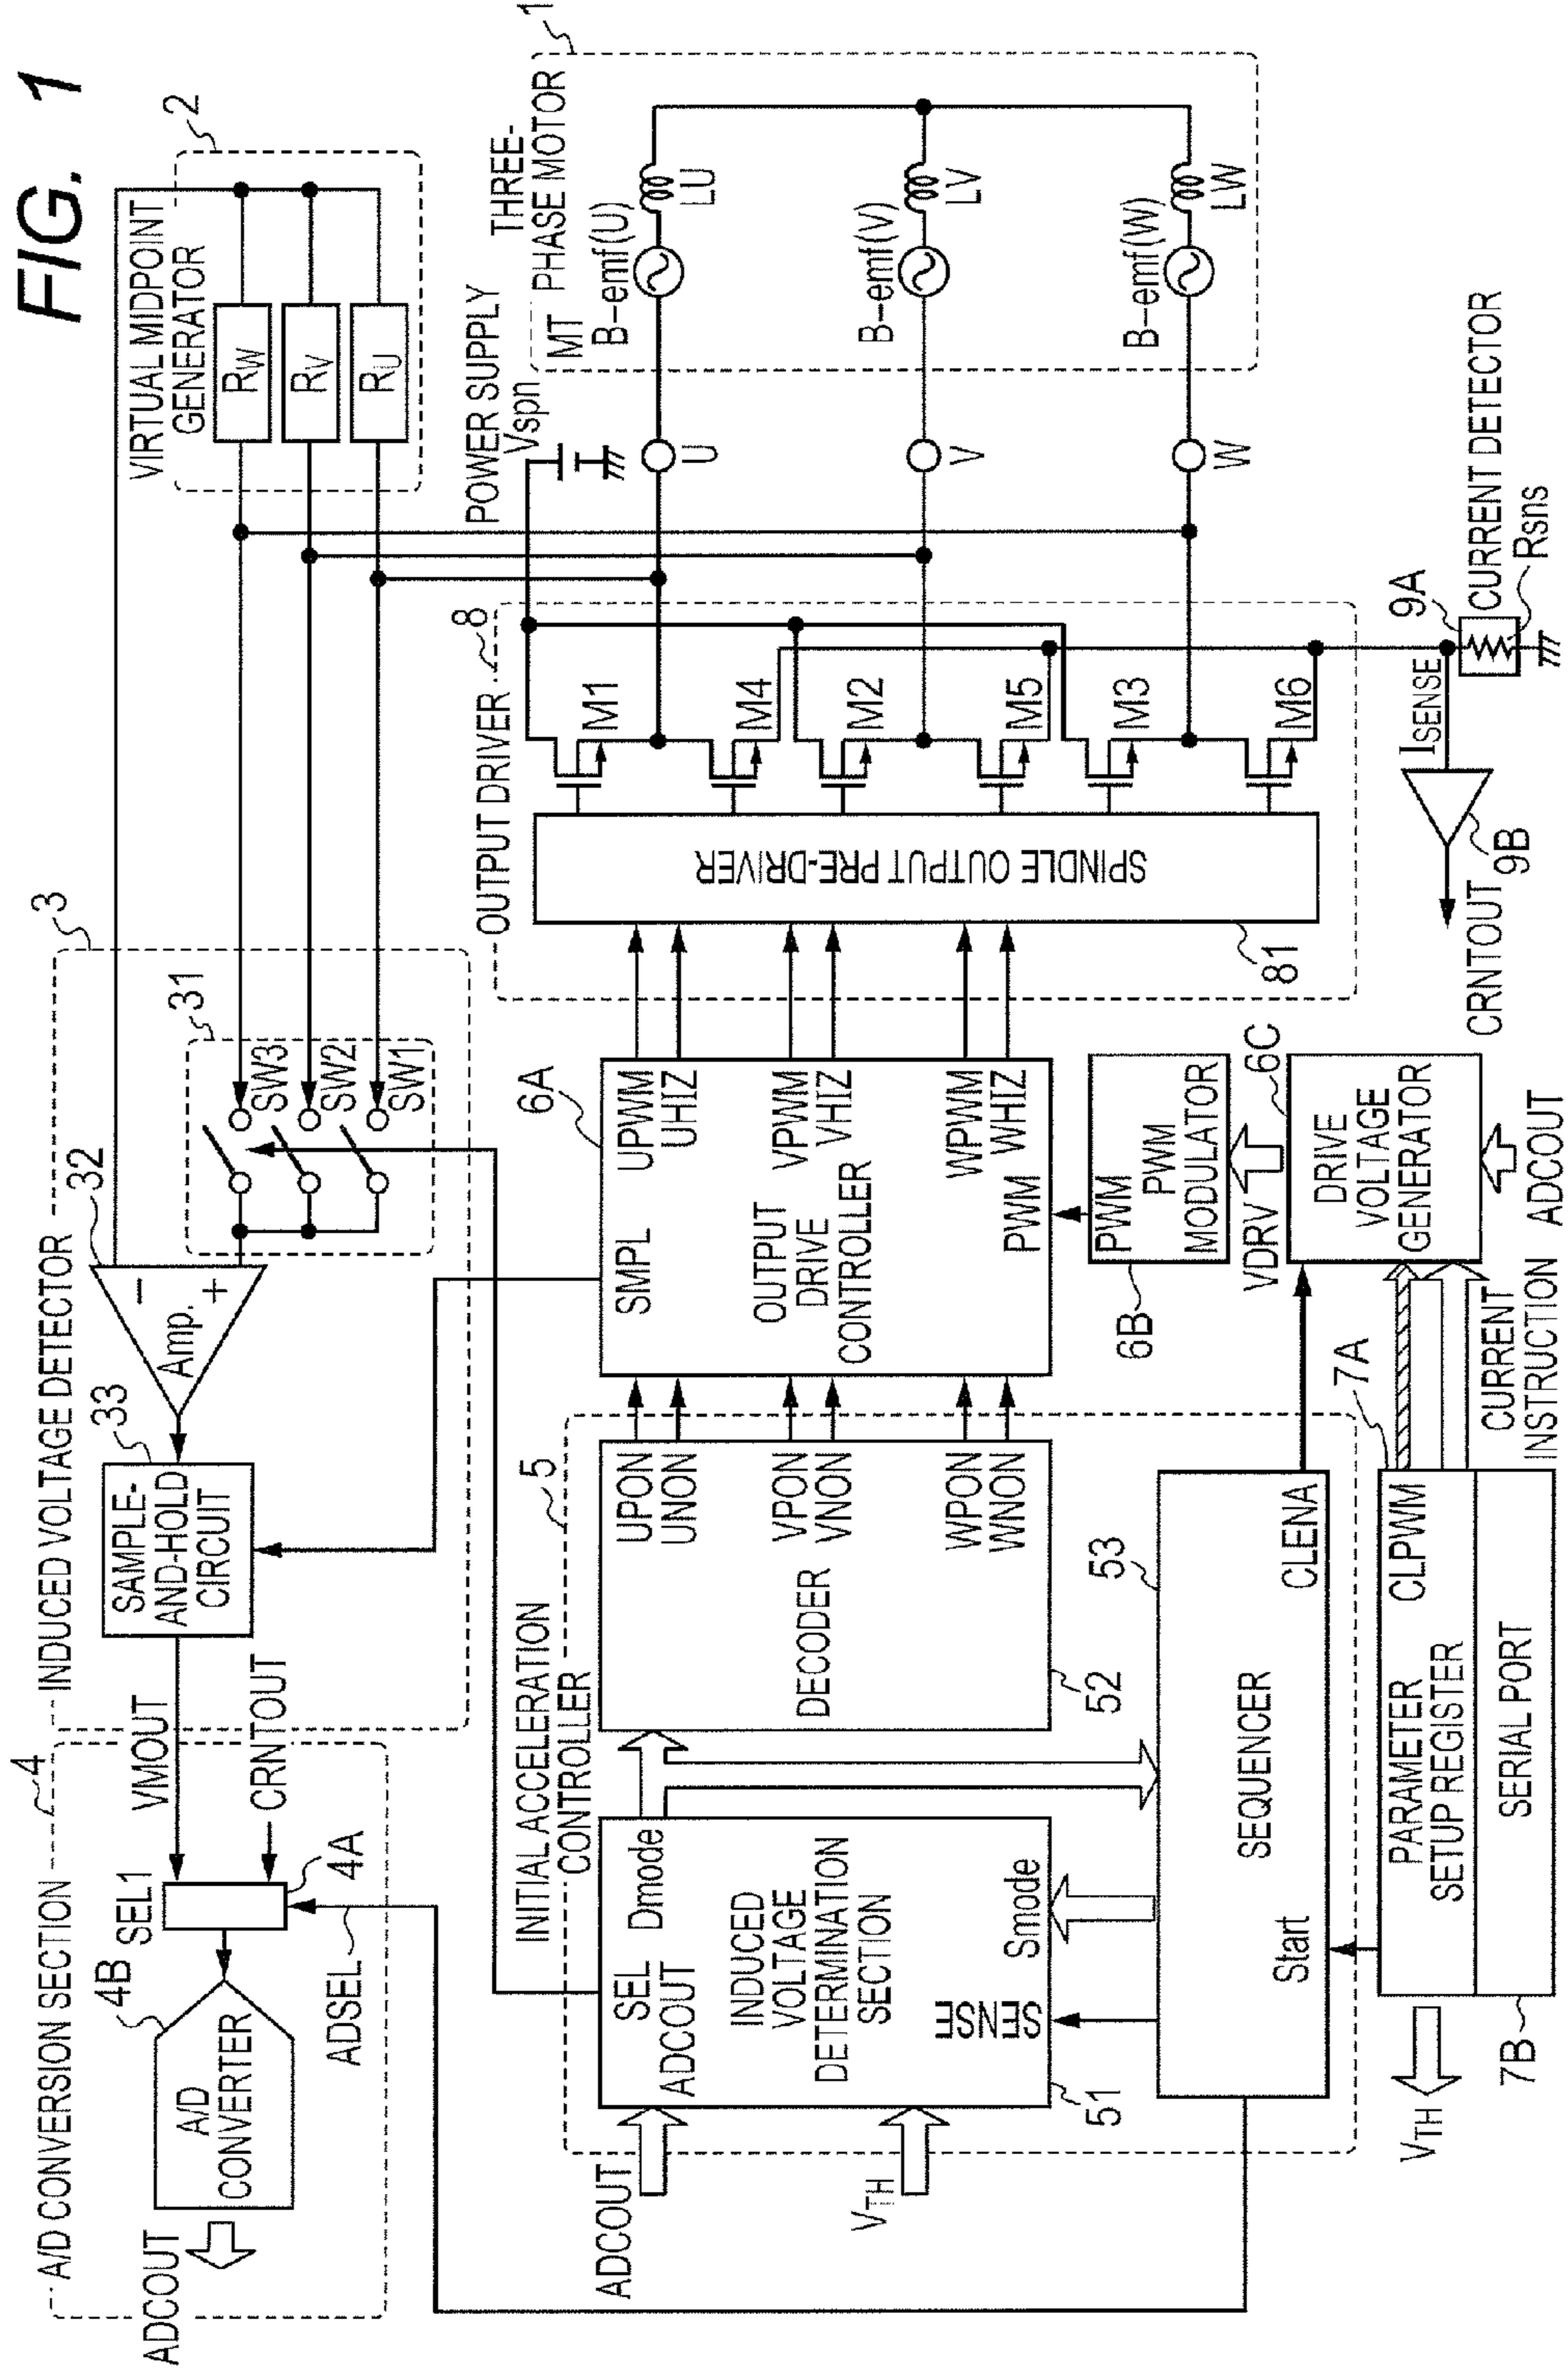 FIG. 1
A/D CONVERSION SECTION
4
INDUCED VOLTAGE DETECTOR
3
VIRTUAL MIDPOINT
GENERATOR
2
ADCOUT
4B
A/D
CONVERTER
SEL1
4A
ADSEL
VMOUT
CRNTOUT
33
SAMPLE-
AND-HOLD
CIRCUIT
Amp.
−
+
32
31
SW3
SW2
SW1
RW
RV
RU
INITIAL ACCELERATION
CONTROLLER
5
ADCOUT
VTH
SEL
ADCOUT
Dmode
INDUCED
VOLTAGE
DETERMINATION
SECTION
SENSE
Smode
51
DECODER
UPON
UNON
VPON
VNON
WPON
WNON
52
SMPL
OUTPUT
DRIVE
CONTROLLER
UPWM
UHIZ
VPWM
VHIZ
WPWM
WHIZ
PWM
6A
OUTPUT DRIVER
8
SPINDLE OUTPUT PRE-DRIVER
81
M1
M4
M2
M5
M3
M6
POWER SUPPLY
Vspn
U
V
W
THREE-
PHASE MOTOR
1
MT
B-emf(U)
LU
B-emf(V)
LV
B-emf(W)
LW
53
SEQUENCER
Start
CLENA
6B
PWM
PWM
MODULATOR
VDRV
6C
DRIVE
VOLTAGE
GENERATOR
ADCOUT
7A
CLPWM
PARAMETER
SETUP REGISTER
SERIAL PORT
7B
VTH
CURRENT
INSTRUCTION
CRNTOUT
9B
ISENSE
9A
CURRENT DETECTOR
Rsns